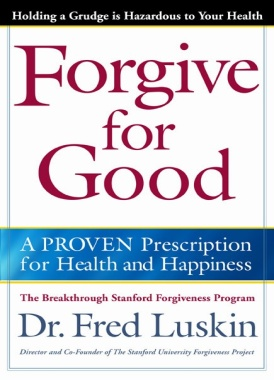 Holding a Grudge is Hazardous to Your Health
Forgive
for
Good
A PROVEN Prescription
for Health and Happiness
The Breakthrough Stanford Forgiveness Program
Dr. Fred Luskin
Director and Co-Founder of The Stanford University Forgiveness Project